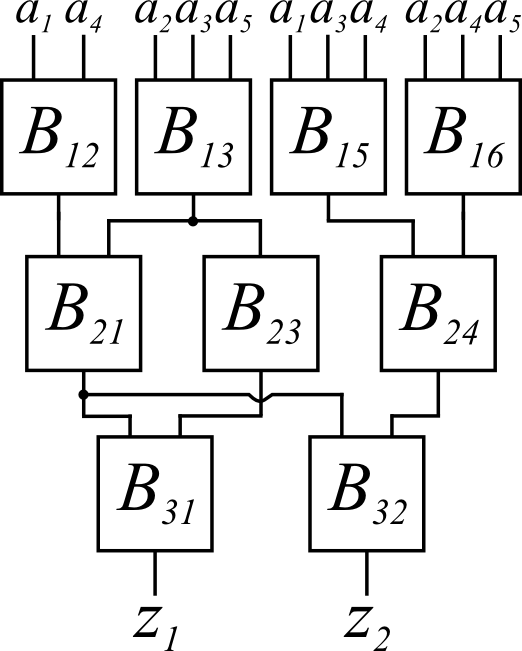 a₁ a₄ a₂a₃a₅ a₁a₃a₄ a₂a₄a₅
B₁₂ B₁₃ B₁₅ B₁₆
B₂₁ B₂₃ B₂₄
B₃₁ B₃₂
z₁ z₂